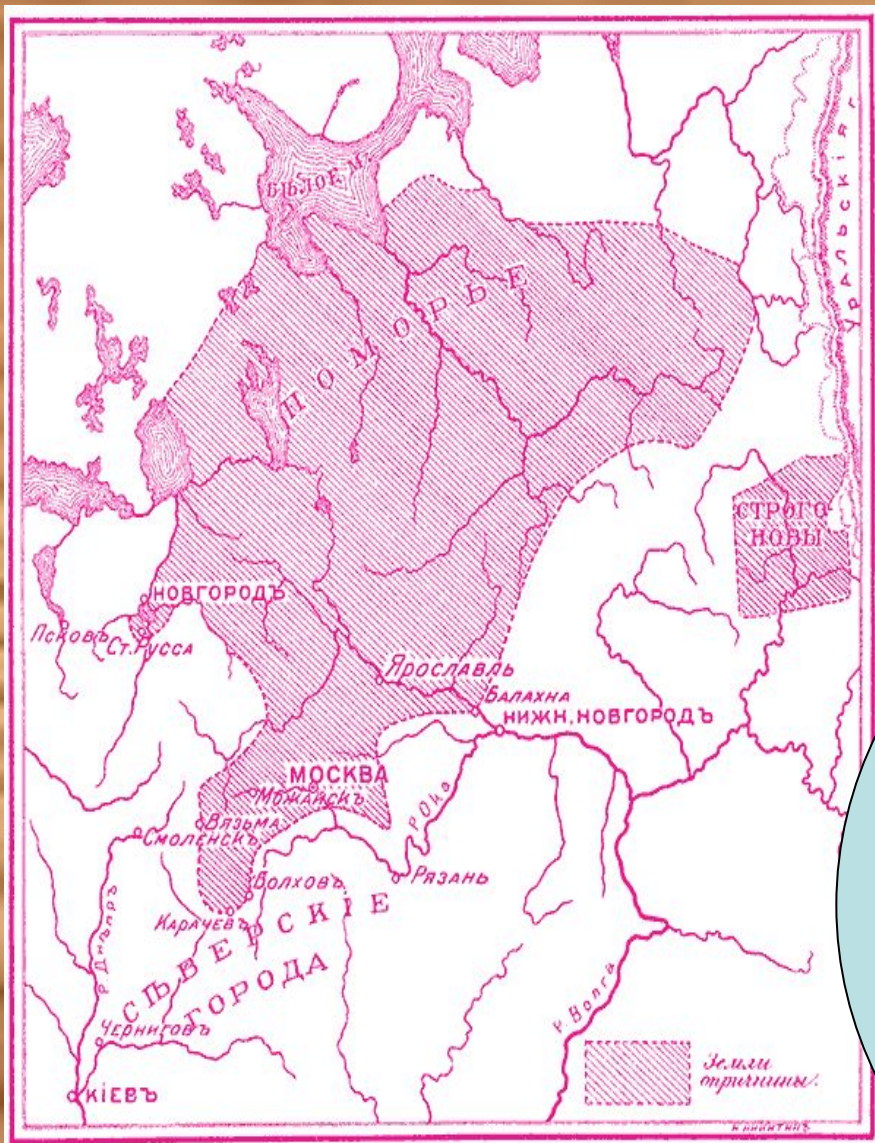 БѢЛОЕ М.
УРАЛЬСКІЯ Г.
ПОМОРЬЕ
СТРОГО-
НОВЫ
НОВГОРОДЪ
Псковъ
Ст. Русса
Ярославль
Балахна
НИЖН. НОВГОРОДЪ
МОСКВА
Можайскъ
Р. Ока
Вязьма
Смоленскъ
Рязань
Болховъ
Карачевъ
Р. Днѣпръ
СѢВЕРСКІЕ
ГОРОДА
Р. Волга
Черниговъ
КІЕВЪ
Земли
опричнины.